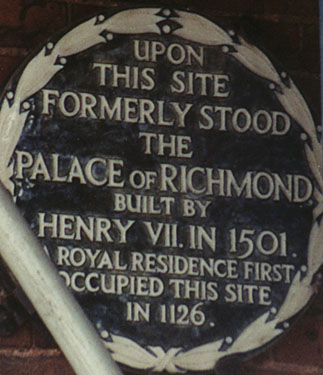 UPON
THIS SITE
FORMERLY STOOD
THE
PALACE OF RICHMOND
BUILT BY
HENRY VII. IN 1501.
A ROYAL RESIDENCE FIRST
OCCUPIED THIS SITE
IN 1126.